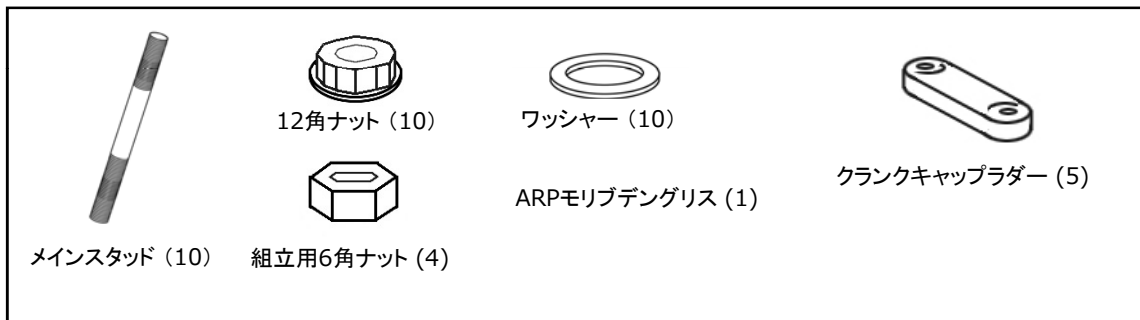 12角ナット（10）
ワッシャー（10）
クランクキャップラダー (5)
ARPモリブデングリス (1)
メインスタッド（10）
組立用6角ナット (4)